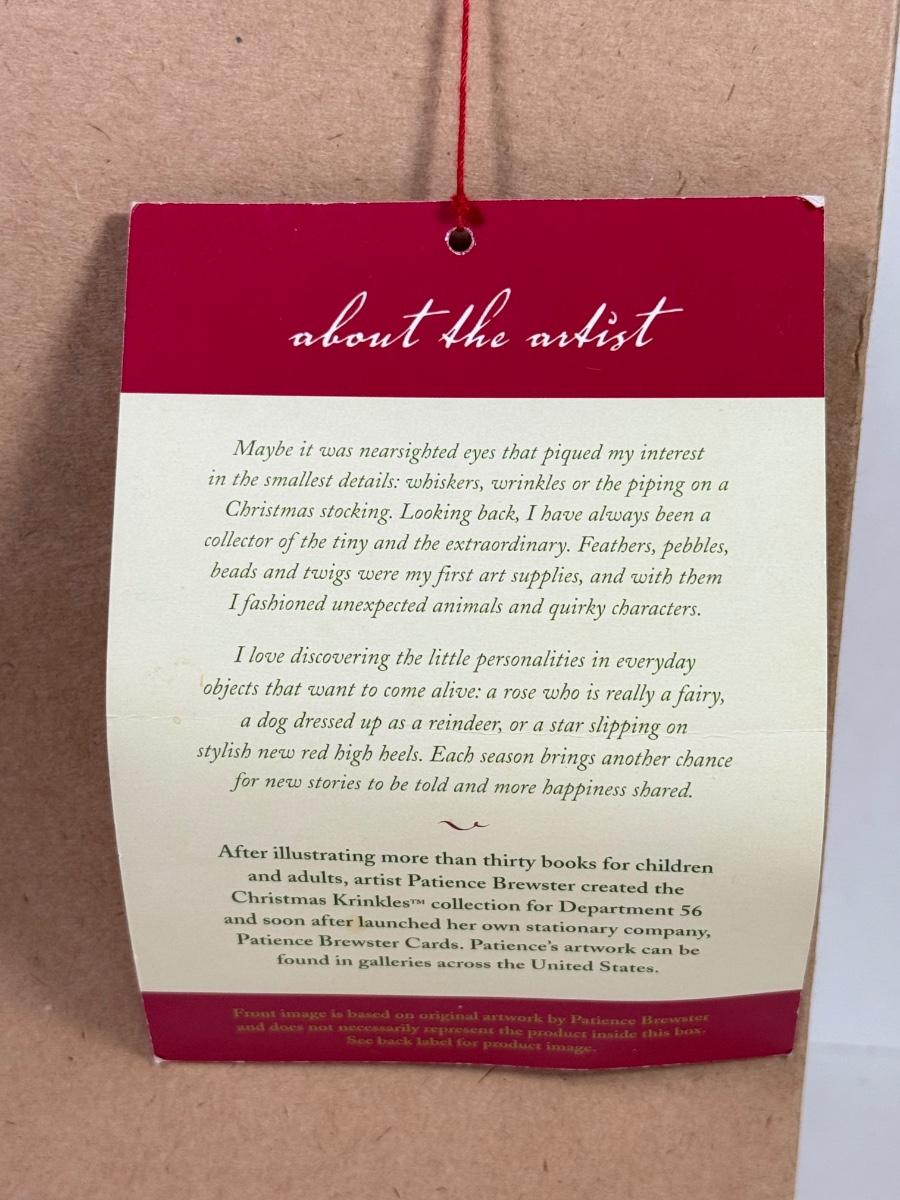 about the artist
Maybe it was nearsighted eyes that piqued my interest
in the smallest details: whiskers, wrinkles or the piping on a
Christmas stocking. Looking back, I have always been a
collector of the tiny and the extraordinary. Feathers, pebbles,
beads and twigs were my first art supplies, and with them
I fashioned unexpected animals and quirky characters.
I love discovering the little personalities in everyday
objects that want to come alive: a rose who is really a fairy,
a dog dressed up as a reindeer, or a star slipping on
stylish new red high heels. Each season brings another chance
for new stories to be told and more happiness shared.
After illustrating more than thirty books for children
and adults, artist Patience Brewster created the
Christmas Krinkles™ collection for Department 56
and soon after launched her own stationary company,
Patience Brewster Cards. Patience's artwork can be
found in galleries across the United States.
Front image is based on original artwork by Patience Brewster
and does not necessarily represent the product inside this box.
See back label for product image.